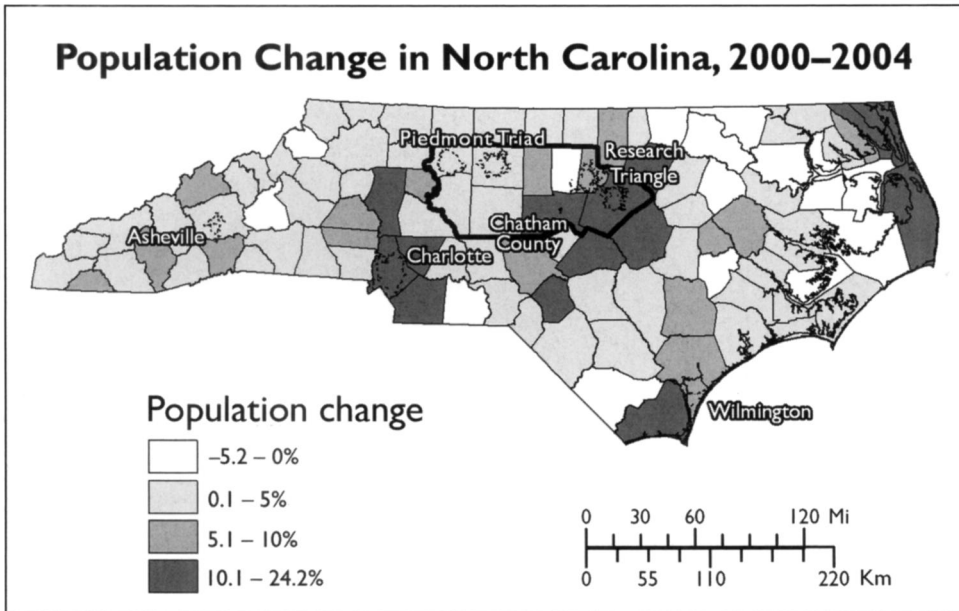 Population Change in North Carolina, 2000–2004
Piedmont Triad
Research
Triangle
Asheville
Chatham
County
Charlotte
Wilmington
Population change
–5.2 – 0%
0.1 – 5%
5.1 – 10%
10.1 – 24.2%
0 30 60 120 Mi
0 55 110 220 Km